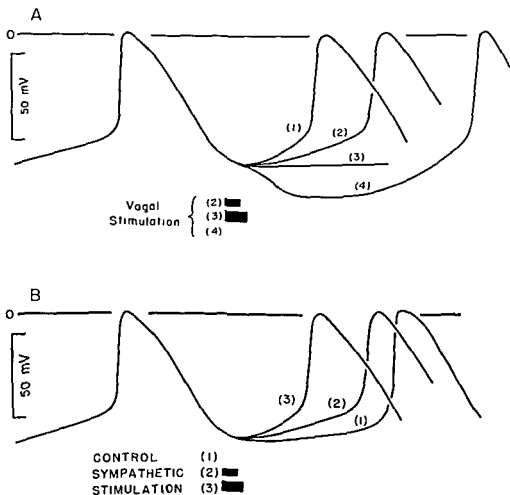 A
0
50 mV
(1)
(2)
(3)
(4)
Vagal
Stimulation
(2)
(3)
(4)
B
0
50 mV
(3)
(2)
(1)
CONTROL (1)
SYMPATHETIC (2)
STIMULATION (3)